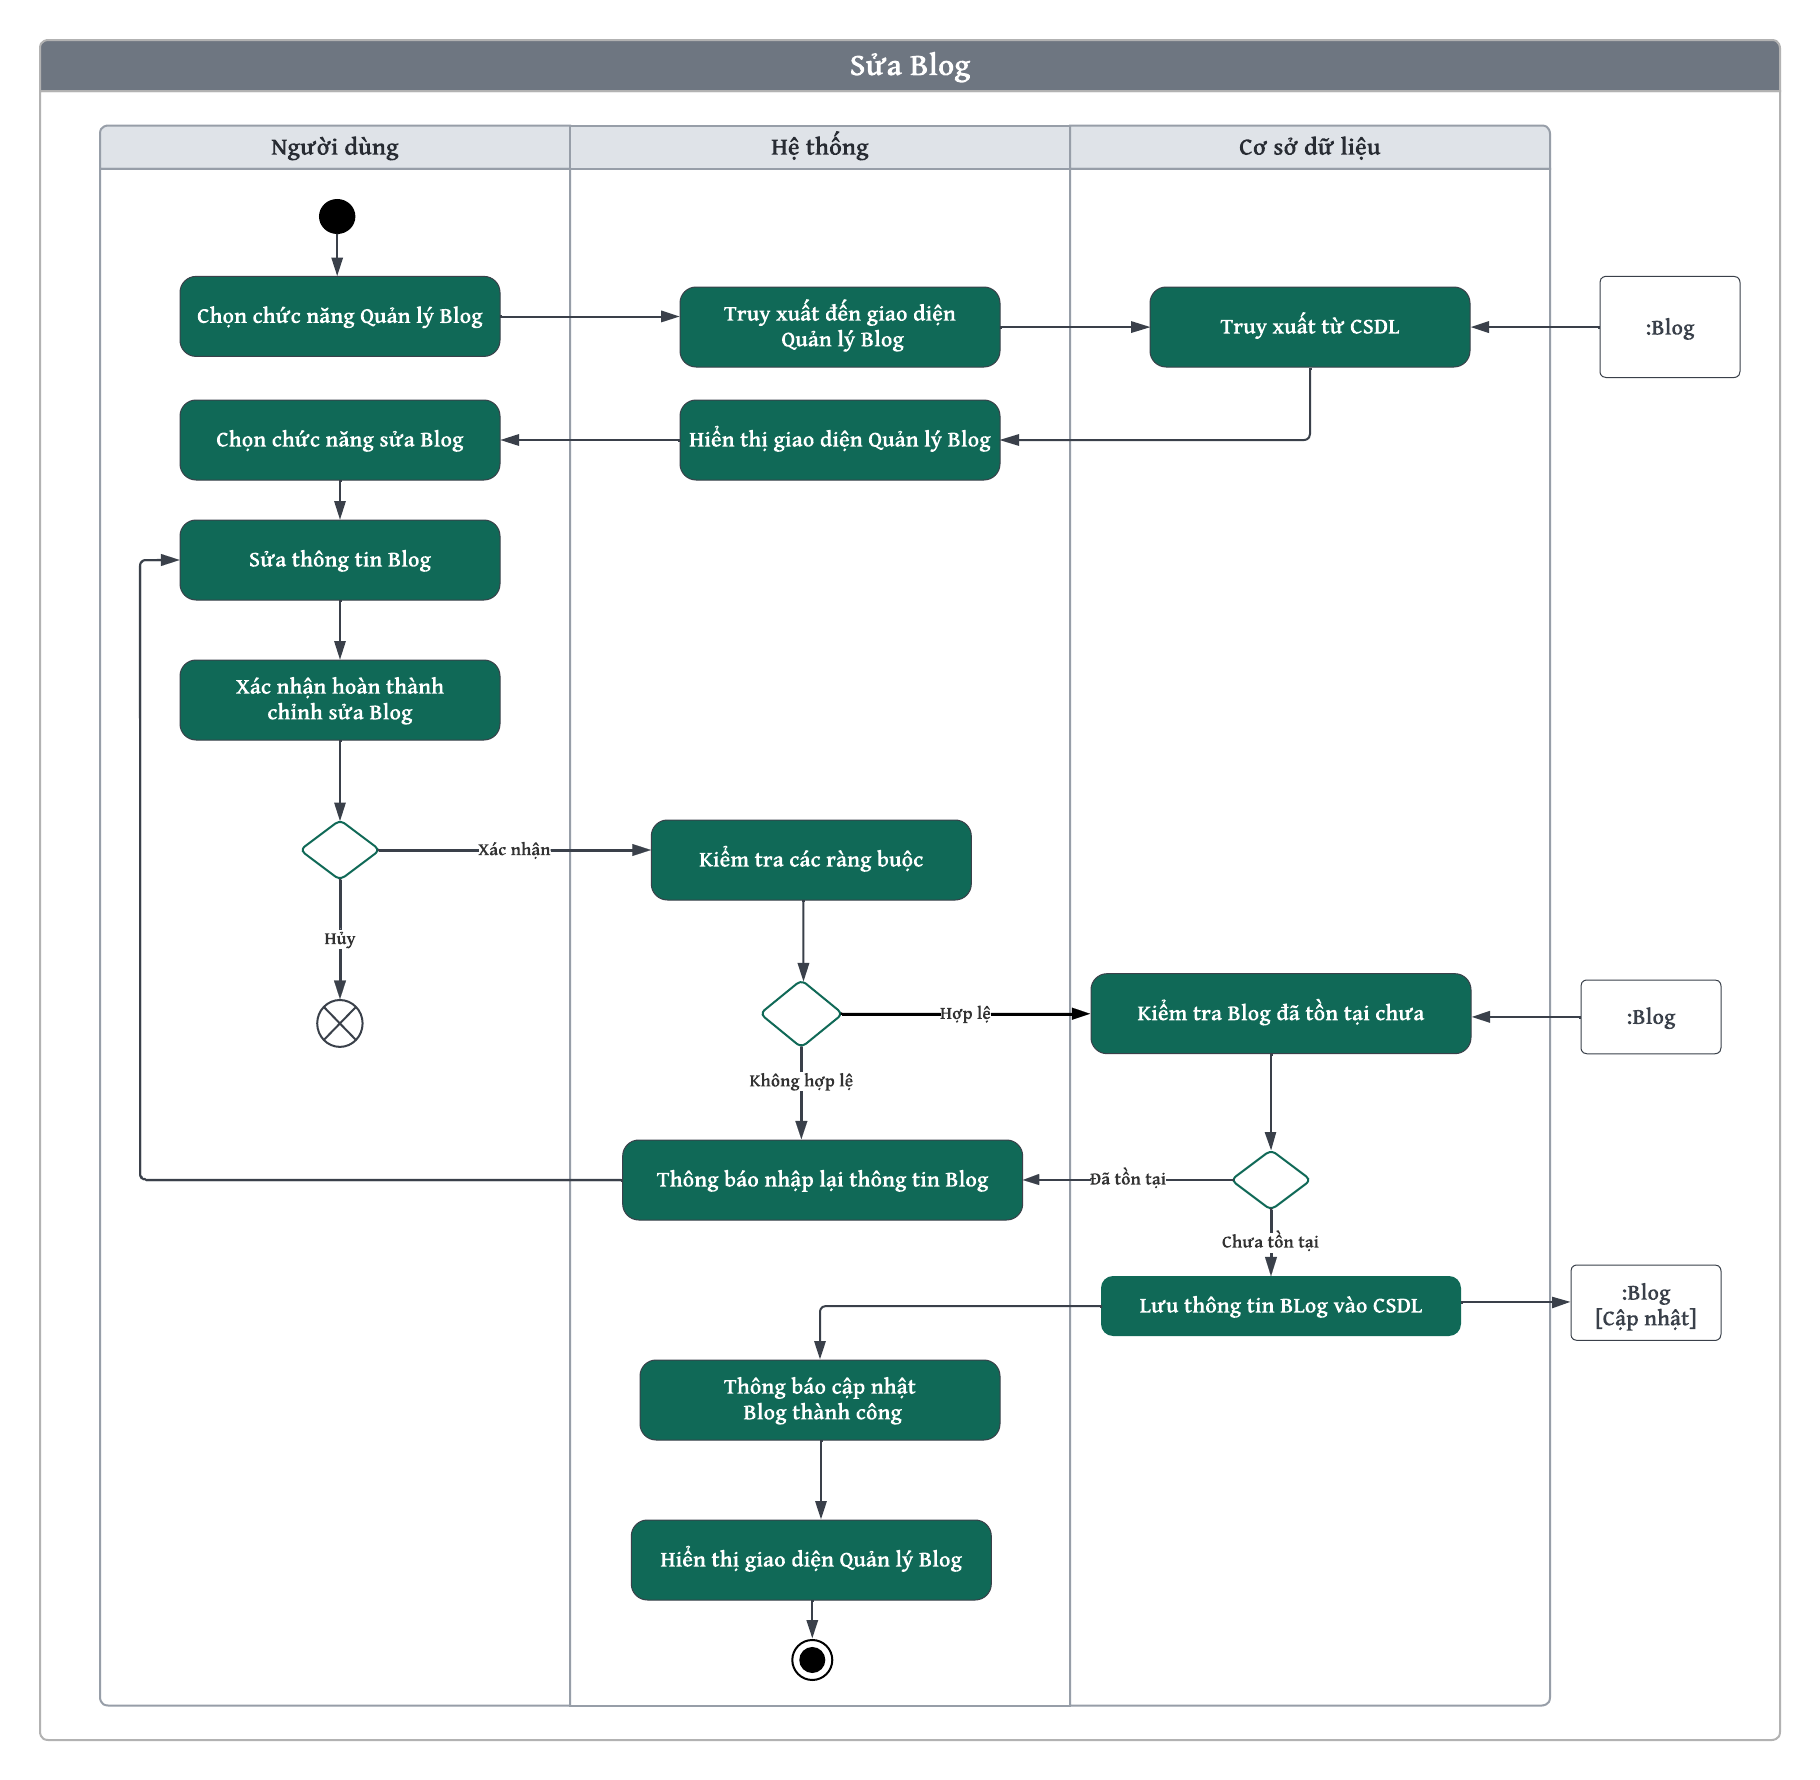 Sửa Blog
Người dùng
Hệ thống
Cơ sở dữ liệu
Chọn chức năng Quản lý Blog
Truy xuất đến giao diện
Quản lý Blog
Truy xuất từ CSDL
:Blog
Chọn chức năng sửa Blog
Hiển thị giao diện Quản lý Blog
Sửa thông tin Blog
Xác nhận hoàn thành
chỉnh sửa Blog
Xác nhận
Kiểm tra các ràng buộc
Hủy
Hợp lệ
Kiểm tra Blog đã tồn tại chưa
:Blog
Không hợp lệ
Thông báo nhập lại thông tin Blog
Đã tồn tại
Chưa tồn tại
Lưu thông tin BLog vào CSDL
:Blog
[Cập nhật]
Thông báo cập nhật
Blog thành công
Hiển thị giao diện Quản lý Blog